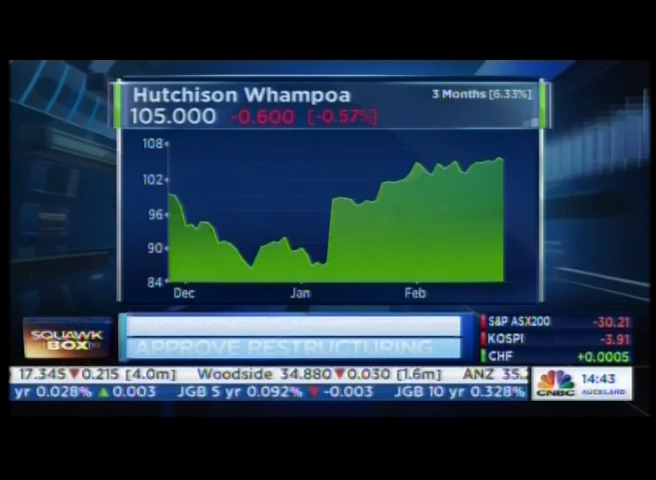 Hutchison Whampoa
3 Months [6.33%]
105.000 -0.600 [-0.57%]
108
102
96
90
84
Dec Jan Feb
SQUAWK
BOX
APPROVE RESTRUCTURING
S&P ASX200 -30.21
KOSPI -3.91
CHF +0.0005
17.345▼0.215 [4.0m] Woodside 34.880▼0.030 [1.6m] ANZ 35.2
yr 0.028% ▲0.003 JGB 5 yr 0.092% ▼-0.003 JGB 10 yr 0.328%
CNBC
14:43
AUCKLAND